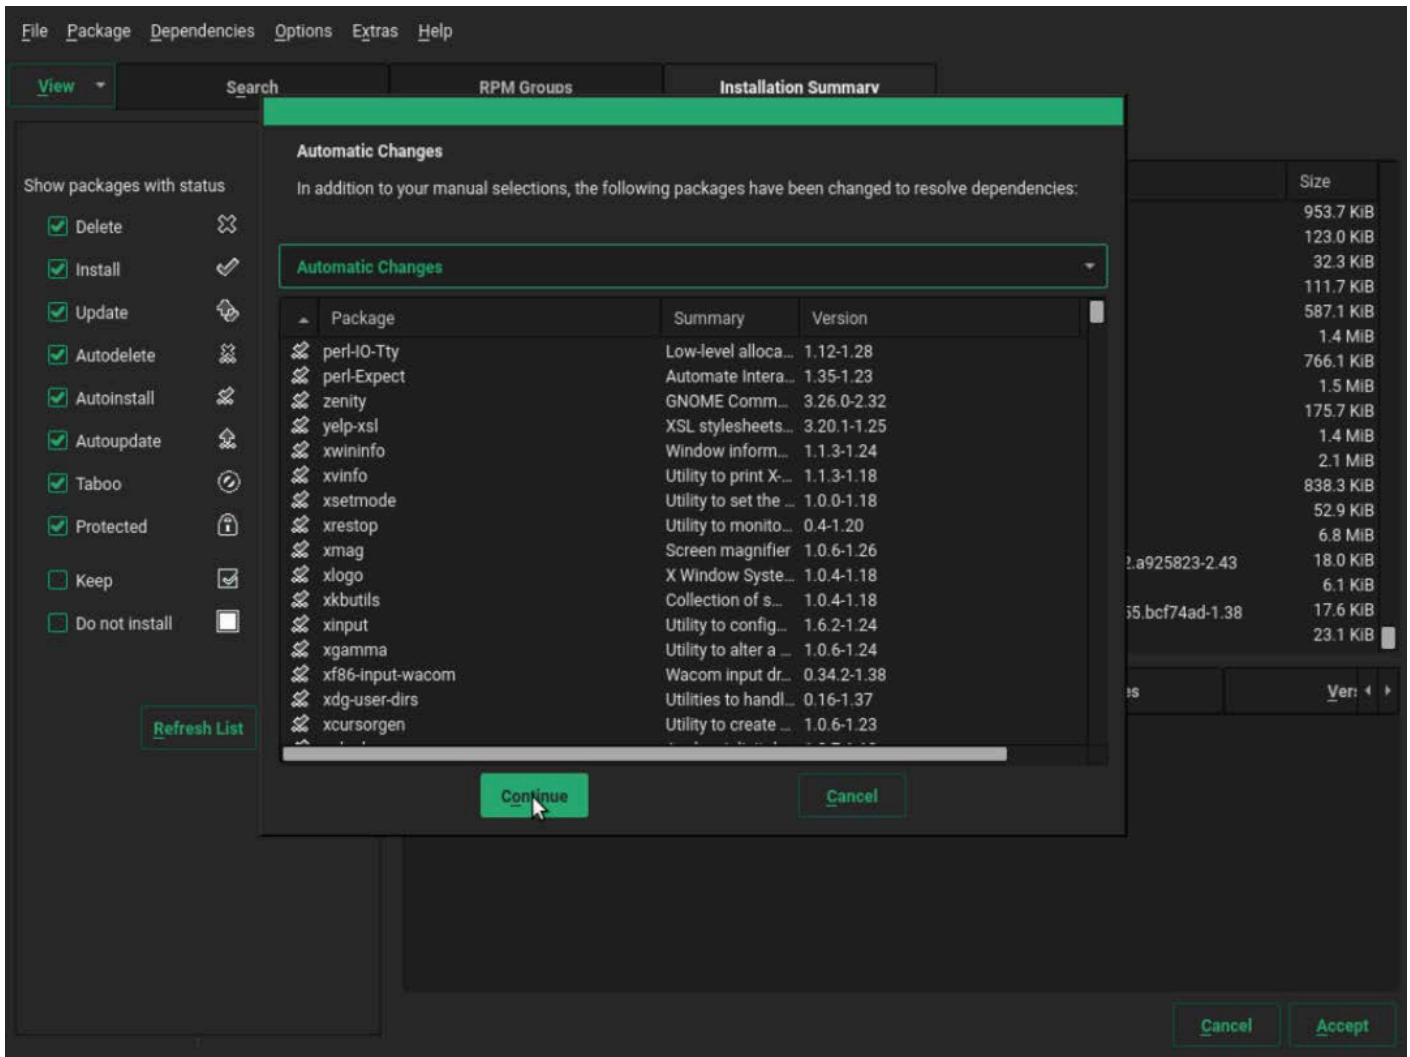 File Package Dependencies Options Extras Help
View Search RPM Groups Installation Summary
Automatic Changes
In addition to your manual selections, the following packages have been changed to resolve dependencies:
Automatic Changes
Package Summary Version
perl-IO-Tty Low-level alloca... 1.12-1.28
perl-Expect Automate Intera... 1.35-1.23
zenity GNOME Comm... 3.26.0-2.32
yelp-xsl XSL stylesheets... 3.20.1-1.25
xwininfo Window inform... 1.1.3-1.24
xvinfo Utility to print X-... 1.1.3-1.18
xsetmode Utility to set the ... 1.0.0-1.18
xrestop Utility to monito... 0.4-1.20
xmag Screen magnifier 1.0.6-1.26
xlogo X Window Syste... 1.0.4-1.18
xkbutils Collection of s... 1.0.4-1.18
xinput Utility to config... 1.6.2-1.24
xgamma Utility to alter a ... 1.0.6-1.24
xf86-input-wacom Wacom input dr... 0.34.2-1.38
xdg-user-dirs Utilities to handl... 0.16-1.37
xcursorgen Utility to create ... 1.0.6-1.23
Continue Cancel
Show packages with status
Delete
Install
Update
Autodelete
Autoinstall
Autoupdate
Taboo
Protected
Keep
Do not install
Refresh List
Size
953.7 KiB
123.0 KiB
32.3 KiB
111.7 KiB
587.1 KiB
1.4 MiB
766.1 KiB
1.5 MiB
175.7 KiB
1.4 MiB
2.1 MiB
838.3 KiB
52.9 KiB
6.8 MiB
2.a925823-2.43 18.0 KiB
6.1 KiB
55.bcf74ad-1.38 17.6 KiB
23.1 KiB
es Ver:
Cancel Accept